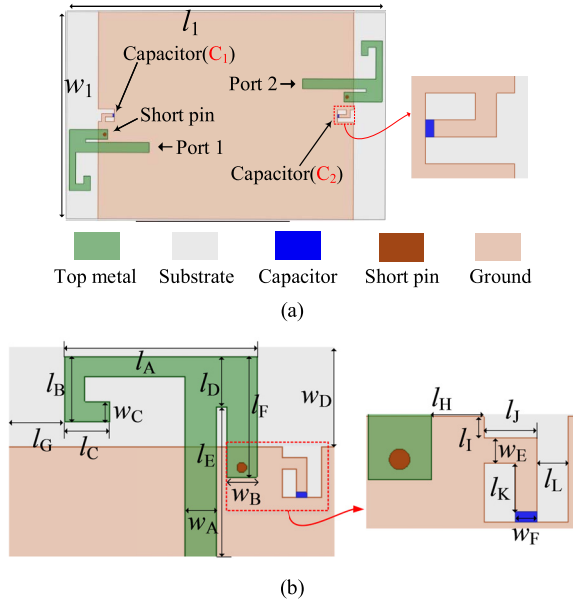 l1
w1
Capacitor(C1)
Port 2 →
Short pin
← Port 1
Capacitor(C2)
Top metal Substrate Capacitor Short pin Ground
(a)
lA
lB
lD
lF
wD
wC
lG
lC
lE
wB
wA
lH
lJ
lI
wE
lK
lL
wF
(b)